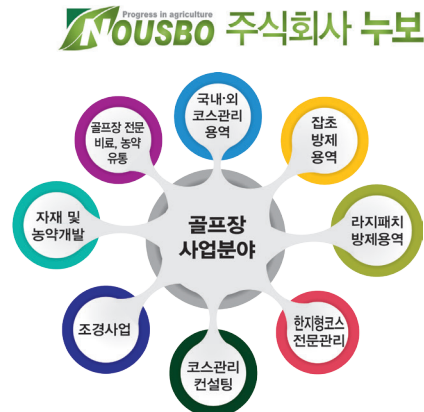 Progress in agriculture
NOUSBO 주식회사 누보
국내·외
코스관리
용역
잡초
방제
용역
라지패치
방제용역
한지형코스
전문관리
코스관리
컨설팅
조경사업
자재 및
농약개발
골프장 전문
비료, 농약
유통
골프장
사업분야